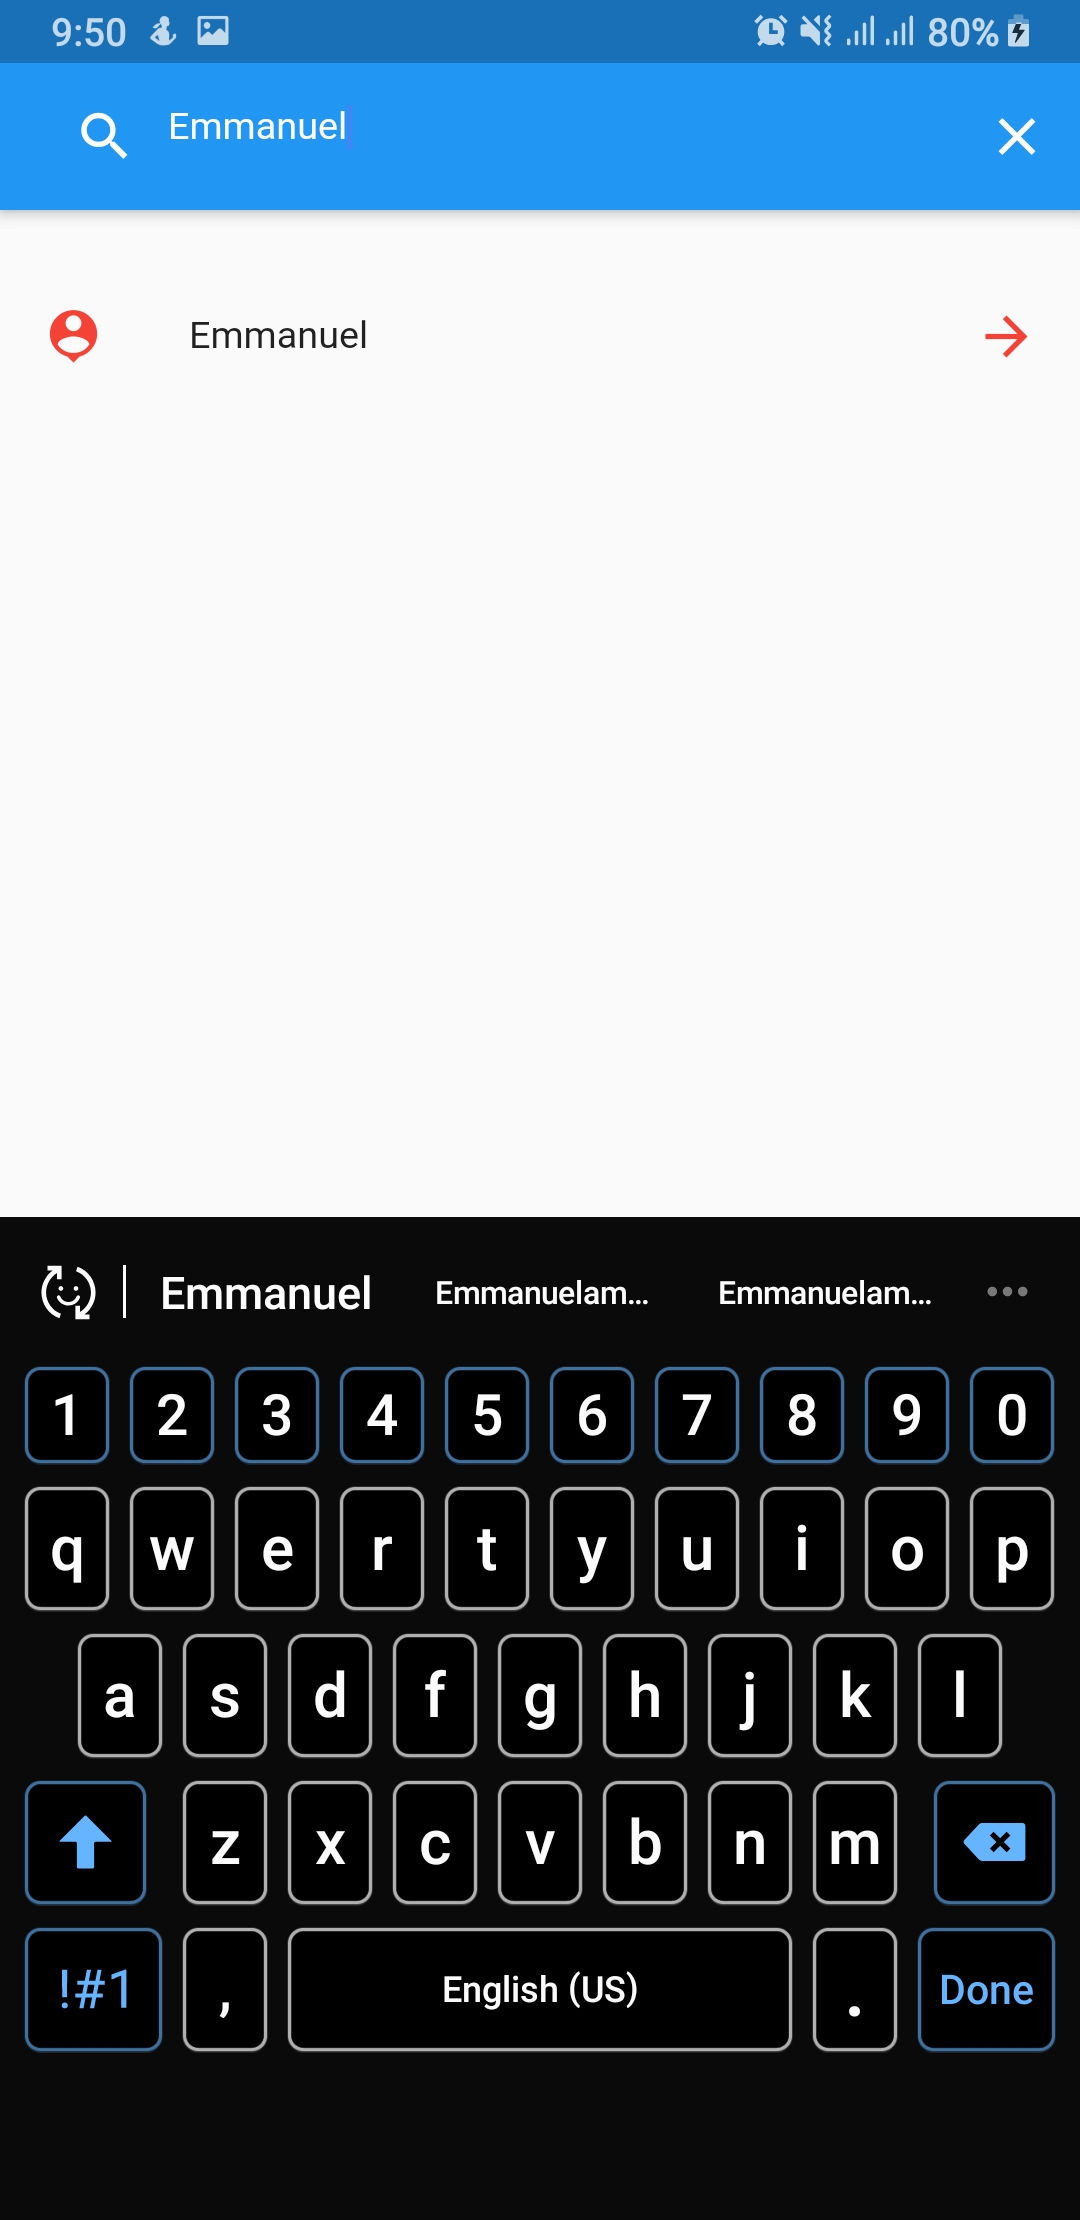 9:50 80%
Emmanuel
Emmanuel
Emmanuel Emmanuelam... Emmanuelam...
1 2 3 4 5 6 7 8 9 0
q w e r t y u i o p
a s d f g h j k l
z x c v b n m
!#1 , English (US) . Done